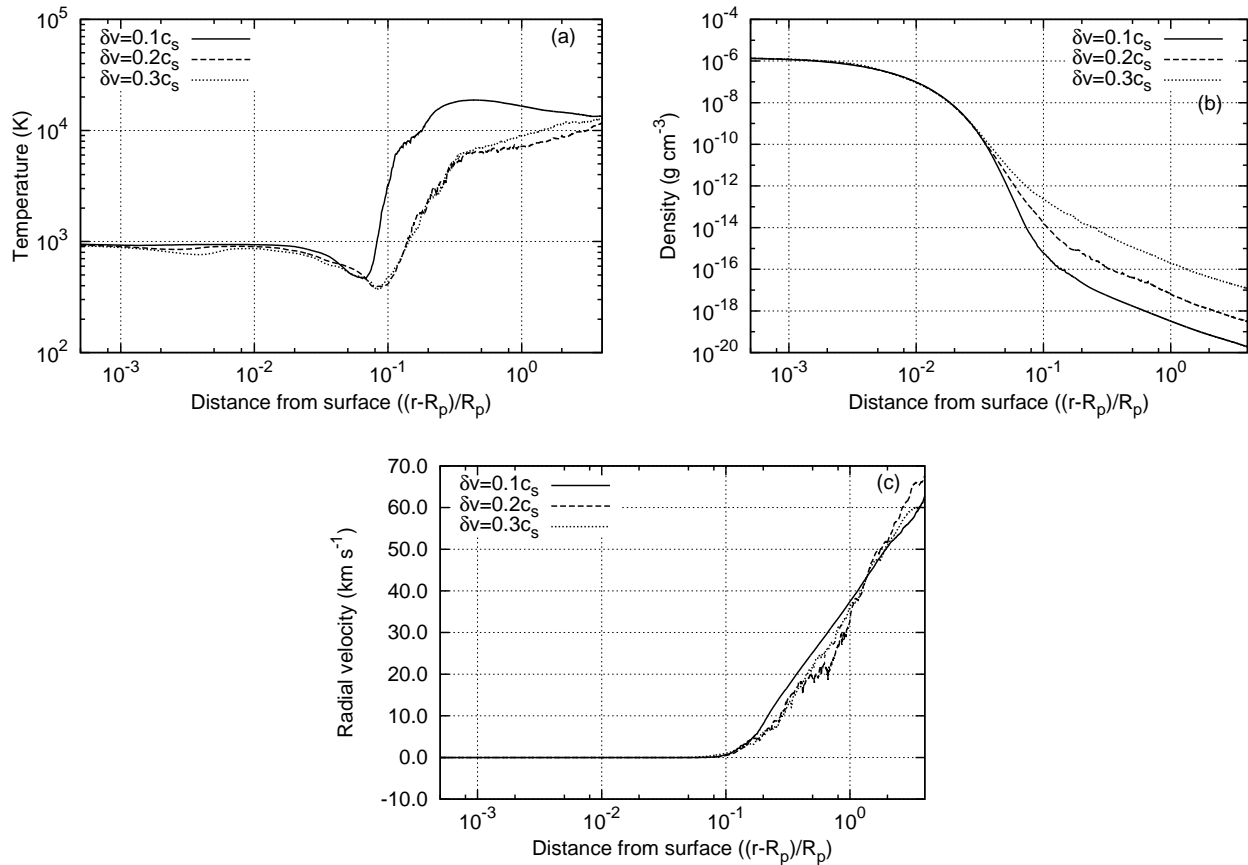 (a)
δv=0.1c_s
δv=0.2c_s
δv=0.3c_s
Temperature (K)
10^5
10^4
10^3
10^2
10^-3
10^-2
10^-1
10^0
Distance from surface ((r-R_p)/R_p)
δv=0.1c_s
δv=0.2c_s
δv=0.3c_s
(b)
Density (g cm^-3)
10^-4
10^-6
10^-8
10^-10
10^-12
10^-14
10^-16
10^-18
10^-20
10^-3
10^-2
10^-1
10^0
Distance from surface ((r-R_p)/R_p)
(c)
δv=0.1c_s
δv=0.2c_s
δv=0.3c_s
Radial velocity (km s^-1)
70.0
60.0
50.0
40.0
30.0
20.0
10.0
0.0
-10.0
10^-3
10^-2
10^-1
10^0
Distance from surface ((r-R_p)/R_p)